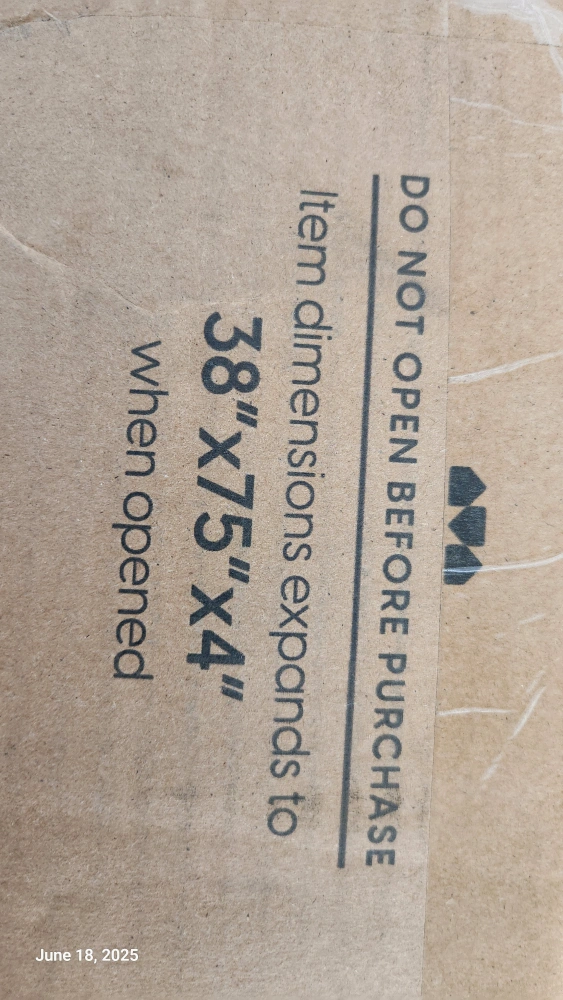 DO NOT OPEN BEFORE PURCHASE
Item dimensions expands to
38"x75"x4"
when opened
June 18, 2025